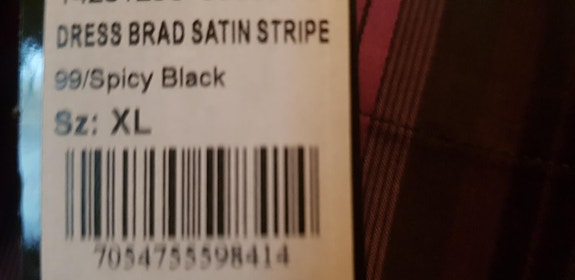 DRESS BRAD SATIN STRIPE
99/Spicy Black
Sz: XL
7054755598414